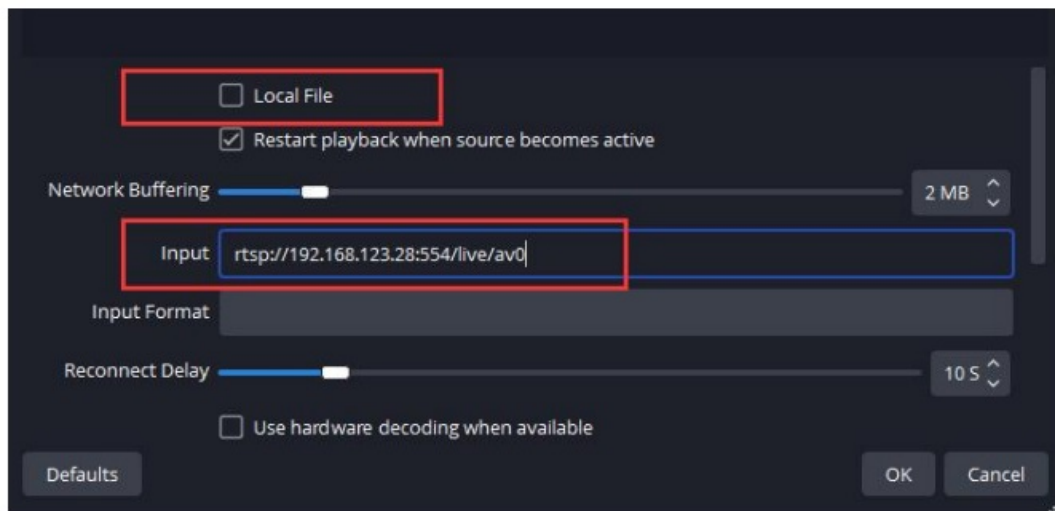 Local File
Restart playback when source becomes active
Network Buffering 2 MB
Input rtsp://192.168.123.28:554/live/av0
Input Format
Reconnect Delay 10 S
Use hardware decoding when available
Defaults OK Cancel